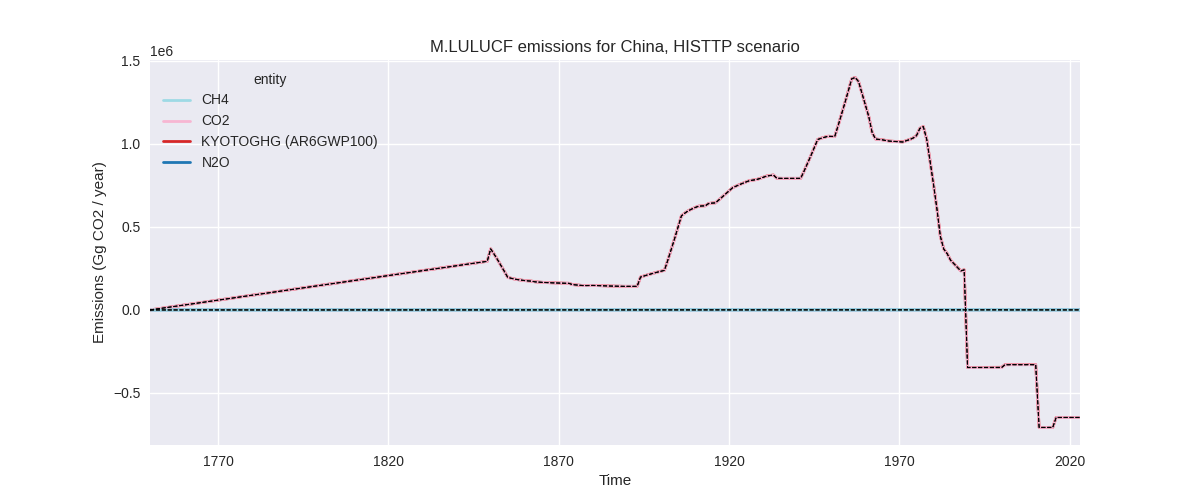 M.LULUCF emissions for China, HISTTP scenario
1e6
1.5
1.0
0.5
0.0
−0.5
Emissions (Gg CO2 / year)
entity
CH4
CO2
KYOTOGHG (AR6GWP100)
N2O
1770 1820 1870 1920 1970 2020
Time